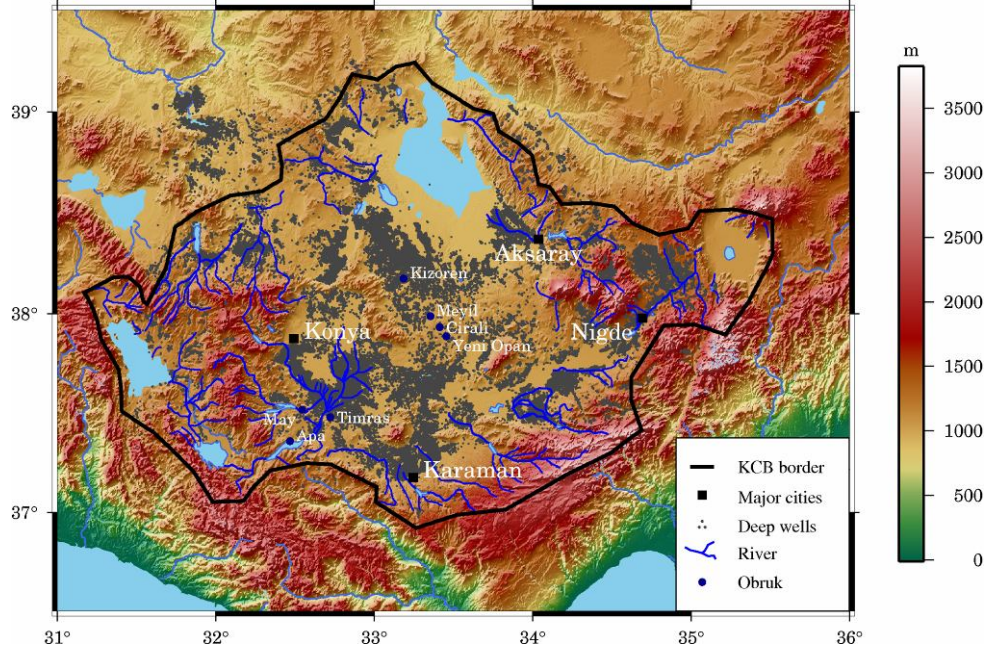 m
3500
3000
2500
2000
1500
1000
500
0
39°
38°
37°
31°
32°
33°
34°
35°
36°
Aksaray
Kizoren
Mevil
Cirali
Yeni Opan
Konya
Nigde
May
Timras
Apa
Karaman
KCB border
Major cities
Deep wells
River
Obruk